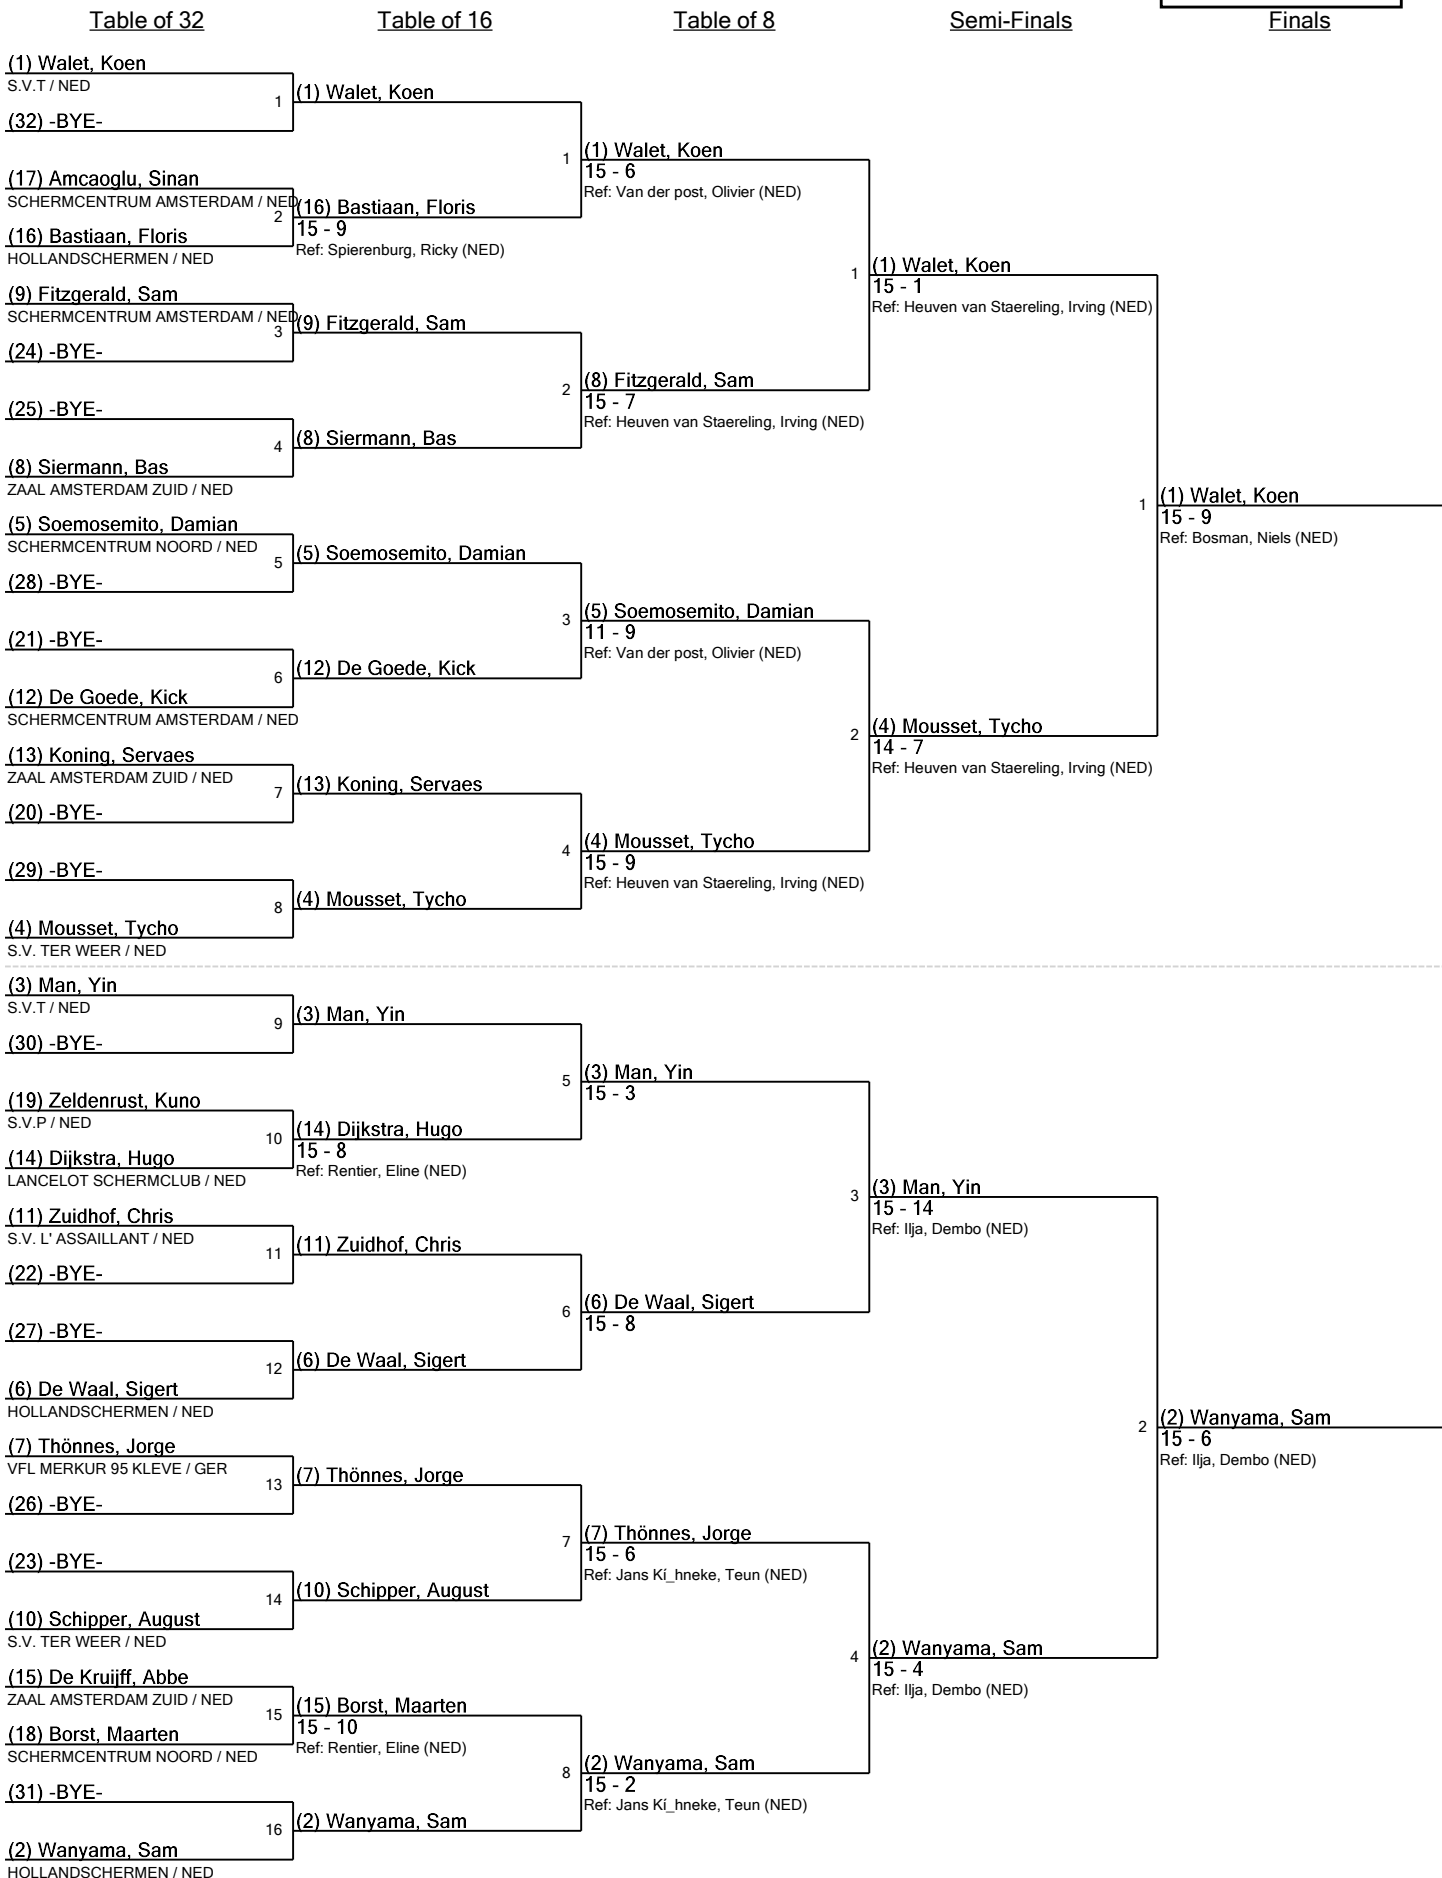 Table of 32
Table of 16
Table of 8
Semi-Finals
Finals
(1) Walet, Koen
S.V.T / NED
1
(32) -BYE-
(17) Amcaoglu, Sinan
SCHERMCENTRUM AMSTERDAM / NED
2
(16) Bastiaan, Floris
HOLLANDSCHERMEN / NED
(9) Fitzgerald, Sam
SCHERMCENTRUM AMSTERDAM / NED
3
(24) -BYE-
(25) -BYE-
4
(8) Siermann, Bas
ZAAL AMSTERDAM ZUID / NED
(5) Soemosemito, Damian
SCHERMCENTRUM NOORD / NED
5
(28) -BYE-
(21) -BYE-
6
(12) De Goede, Kick
SCHERMCENTRUM AMSTERDAM / NED
(13) Koning, Servaes
ZAAL AMSTERDAM ZUID / NED
7
(20) -BYE-
(29) -BYE-
8
(4) Mousset, Tycho
S.V. TER WEER / NED
(3) Man, Yin
S.V.T / NED
9
(30) -BYE-
(19) Zeldenrust, Kuno
S.V.P / NED
10
(14) Dijkstra, Hugo
LANCELOT SCHERMCLUB / NED
(11) Zuidhof, Chris
S.V. L' ASSAILLANT / NED
11
(22) -BYE-
(27) -BYE-
12
(6) De Waal, Sigert
HOLLANDSCHERMEN / NED
(7) Thönnes, Jorge
VFL MERKUR 95 KLEVE / GER
13
(26) -BYE-
(23) -BYE-
14
(10) Schipper, August
S.V. TER WEER / NED
(15) De Kruijff, Abbe
ZAAL AMSTERDAM ZUID / NED
15
(18) Borst, Maarten
SCHERMCENTRUM NOORD / NED
(31) -BYE-
16
(2) Wanyama, Sam
HOLLANDSCHERMEN / NED
(1) Walet, Koen
1
(16) Bastiaan, Floris
15 - 9
Ref: Spierenburg, Ricky (NED)
(9) Fitzgerald, Sam
2
(8) Siermann, Bas
(5) Soemosemito, Damian
3
(12) De Goede, Kick
(13) Koning, Servaes
4
(4) Mousset, Tycho
(3) Man, Yin
5
(14) Dijkstra, Hugo
15 - 8
Ref: Rentier, Eline (NED)
(11) Zuidhof, Chris
6
(6) De Waal, Sigert
(7) Thönnes, Jorge
7
(10) Schipper, August
(15) Borst, Maarten
15 - 10
Ref: Rentier, Eline (NED)
8
(2) Wanyama, Sam
(1) Walet, Koen
15 - 6
Ref: Van der post, Olivier (NED)
1
(8) Fitzgerald, Sam
15 - 7
Ref: Heuven van Staereling, Irving (NED)
(5) Soemosemito, Damian
11 - 9
Ref: Van der post, Olivier (NED)
2
(4) Mousset, Tycho
15 - 9
Ref: Heuven van Staereling, Irving (NED)
(3) Man, Yin
15 - 3
3
(6) De Waal, Sigert
15 - 8
(7) Thönnes, Jorge
15 - 6
Ref: Jans Kí_hneke, Teun (NED)
4
(2) Wanyama, Sam
15 - 2
Ref: Jans Kí_hneke, Teun (NED)
(1) Walet, Koen
15 - 1
Ref: Heuven van Staereling, Irving (NED)
1
(4) Mousset, Tycho
14 - 7
Ref: Heuven van Staereling, Irving (NED)
(3) Man, Yin
15 - 14
Ref: Ilja, Dembo (NED)
2
(2) Wanyama, Sam
15 - 4
Ref: Ilja, Dembo (NED)
(1) Walet, Koen
15 - 9
Ref: Bosman, Niels (NED)
(2) Wanyama, Sam
15 - 6
Ref: Ilja, Dembo (NED)